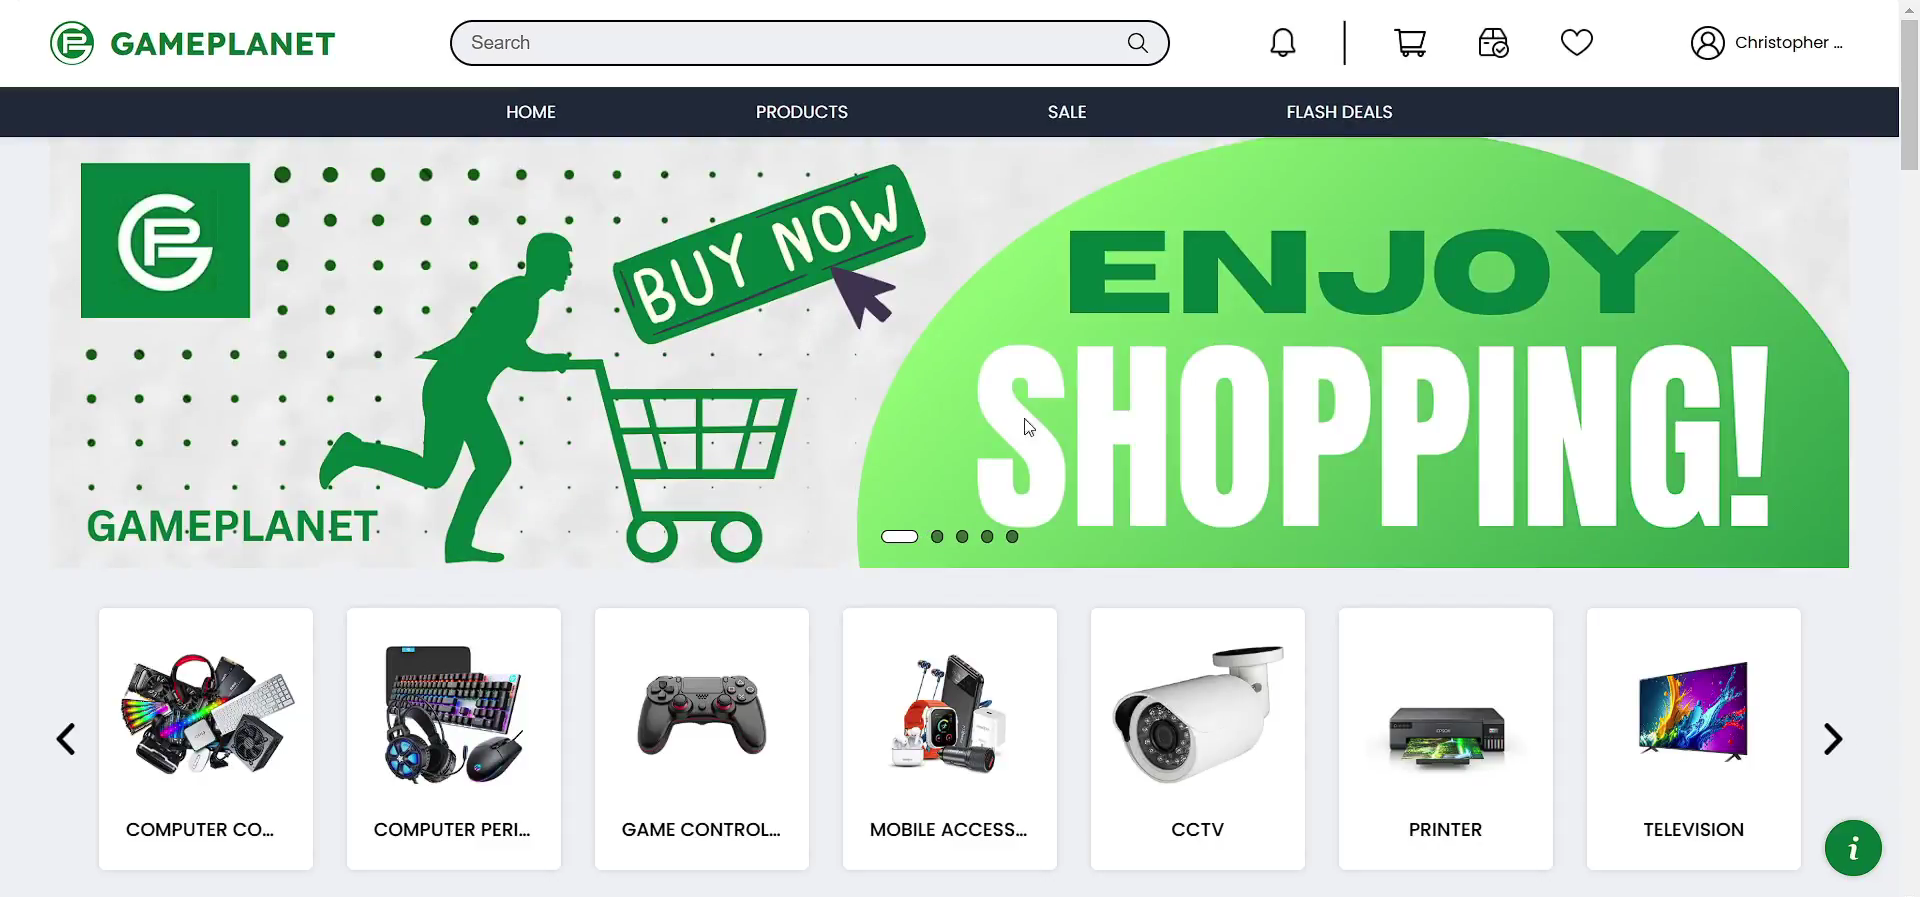 GAMEPLANET
Search
Christopher ...
HOME
PRODUCTS
SALE
FLASH DEALS
BUY NOW
ENJOY
SHOPPING!
GAMEPLANET
COMPUTER CO...
COMPUTER PERI...
GAME CONTROL...
MOBILE ACCESS...
CCTV
PRINTER
TELEVISION
i